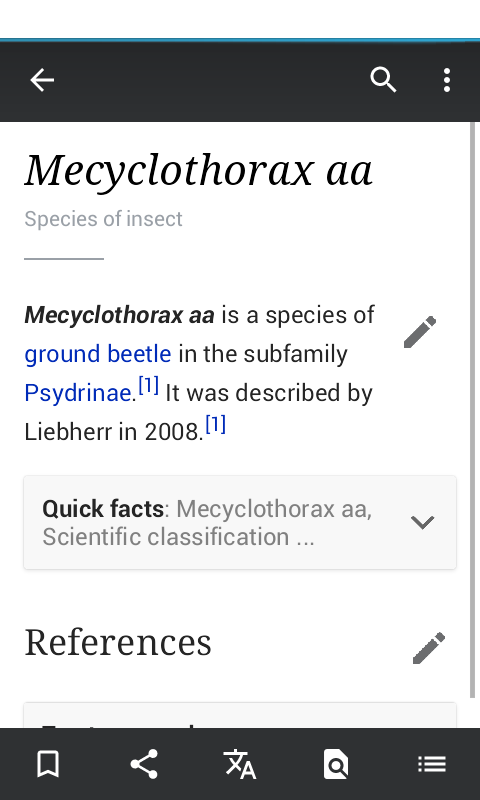 Mecyclothorax aa
Species of insect
Mecyclothorax aa is a species of
ground beetle in the subfamily
Psydrinae.[1] It was described by
Liebherr in 2008.[1]
Quick facts: Mecyclothorax aa,
Scientific classification ...
References